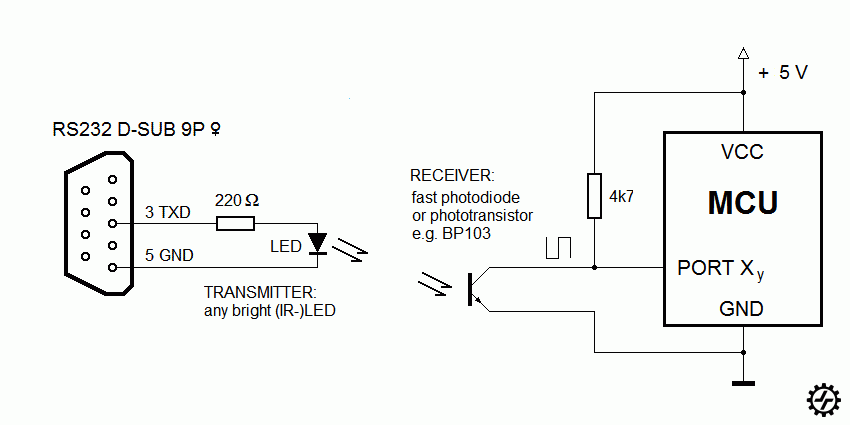 RS232 D-SUB 9P ♀
3 TXD
5 GND
220 Ω
LED
TRANSMITTER:
any bright (IR-)LED
RECEIVER:
fast photodiode
or phototransistor
e.g. BP103
4k7
+ 5 V
VCC
MCU
PORT Xy
GND